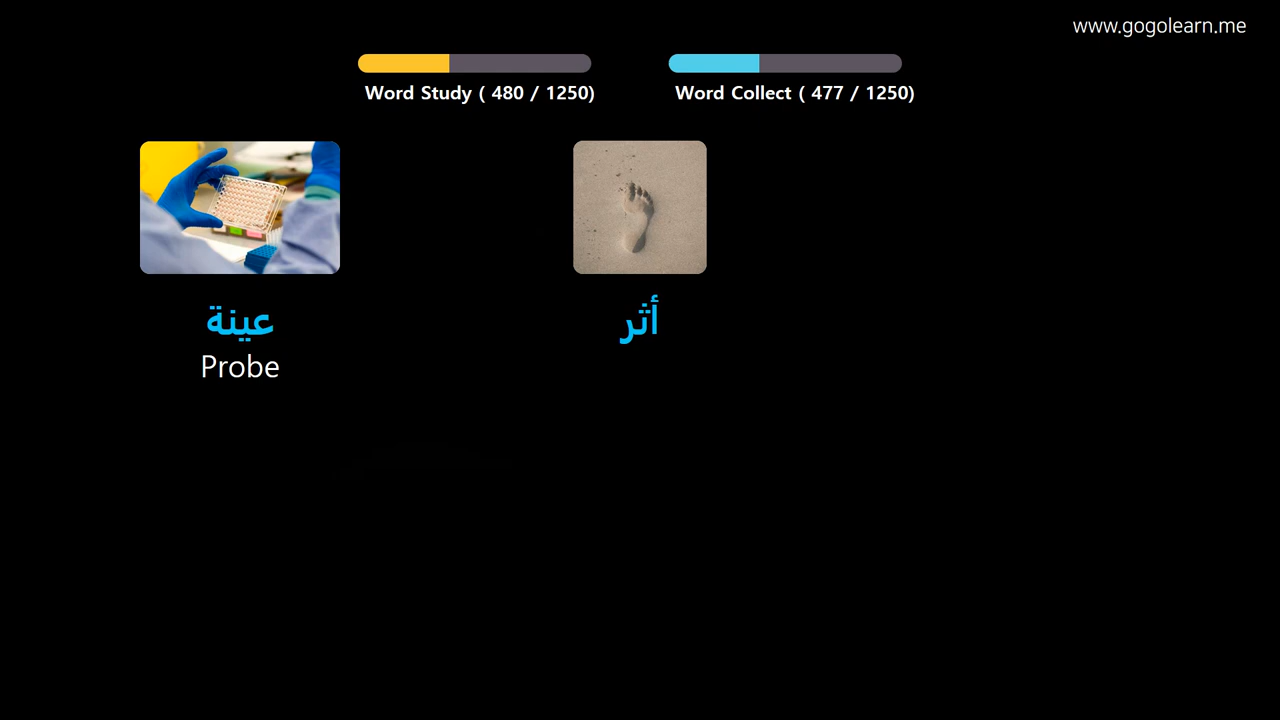 www.gogolearn.me
Word Study ( 480 / 1250)
Word Collect ( 477 / 1250)
عينة
Probe
أثر